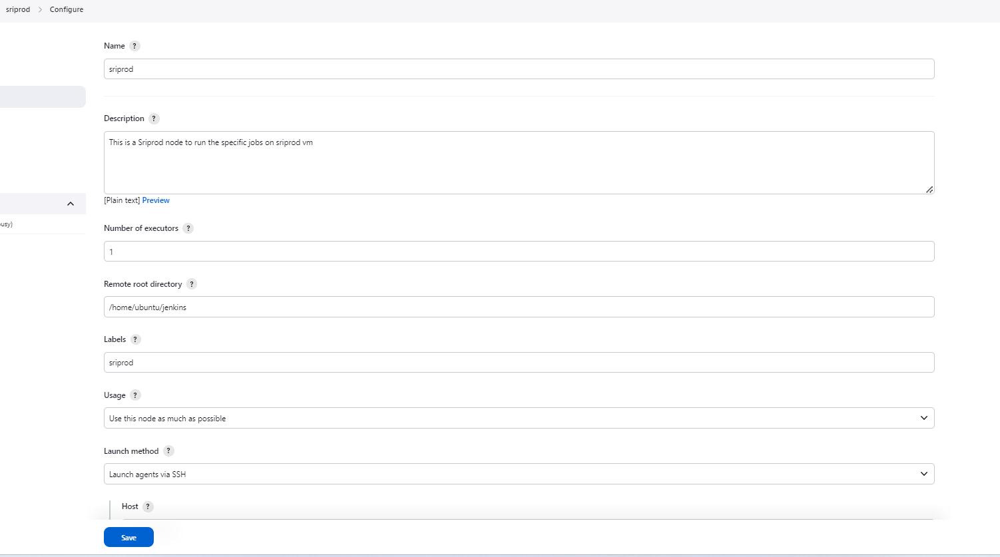 sriprod > Configure
Name ?
sriprod
Description ?
This is a Sriprod node to run the specific jobs on sriprod vm
[Plain text] Preview
Number of executors ?
usy)
1
Remote root directory ?
/home/ubuntu/jenkins
Labels ?
sriprod
Usage ?
Use this node as much as possible
Launch method ?
Launch agents via SSH
Host ?
Save